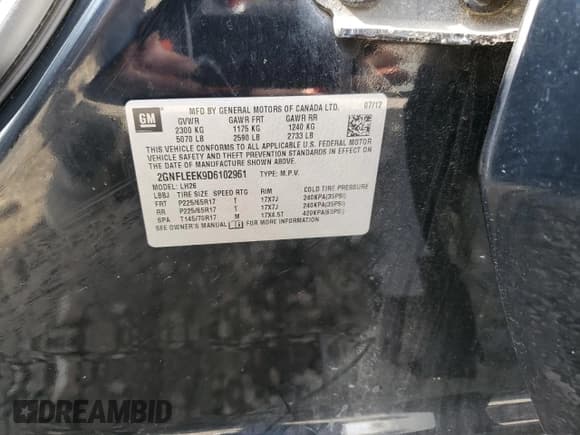 GM
MFD BY GENERAL MOTORS OF CANADA LTD. 07/12
GVWR GAWR FRT GAWR RR
2300 KG 1175 KG 1240 KG
5070 LB 2590 LB 2733 LB
THIS VEHICLE CONFORMS TO ALL APPLICABLE U.S. FEDERAL MOTOR
VEHICLE SAFETY AND THEFT PREVENTION STANDARDS IN EFFECT ON THE
DATE OF MANUFACTURE SHOWN ABOVE.
2GNFLEEK9D6102961 TYPE: M.P.V.
MODEL: LH26
LBBJ TIRE SIZE SPEED RTG RIM COLD TIRE PRESSURE
FRT P225/65R17 T 17X7J 240KPA(35PSI)
RR P225/65R17 T 17X7J 240KPA(35PSI)
SPA T145/70R17 M 17X4.5T 420KPA(60PSI)
SEE OWNER'S MANUAL FOR MORE INFORMATION
DREAMBID